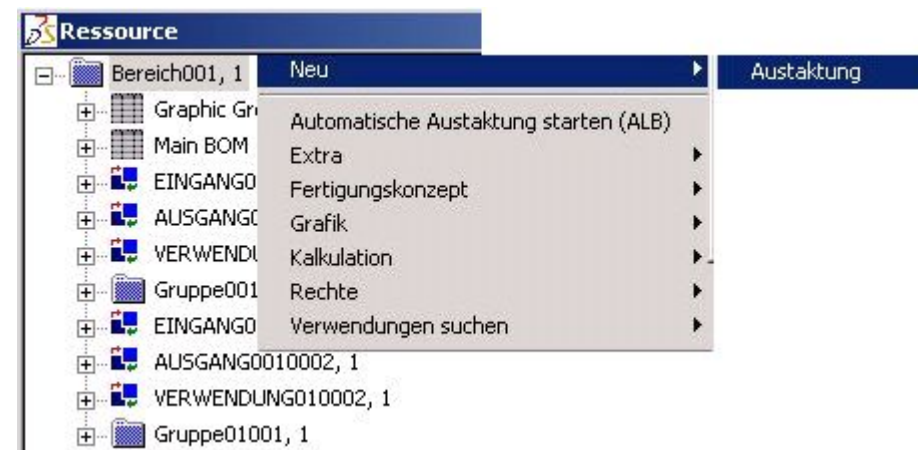 Ressource
Bereich001, 1
Neu
Austaktung
Graphic Gr
Automatische Austaktung starten (ALB)
Main BOM
Extra
EINGANG0
Fertigungskonzept
AUSGANG0
Grafik
VERWENDU
Kalkulation
Gruppe001
Rechte
EINGANG0
Verwendungen suchen
AUSGANG0010002, 1
VERWENDUNG010002, 1
Gruppe01001, 1